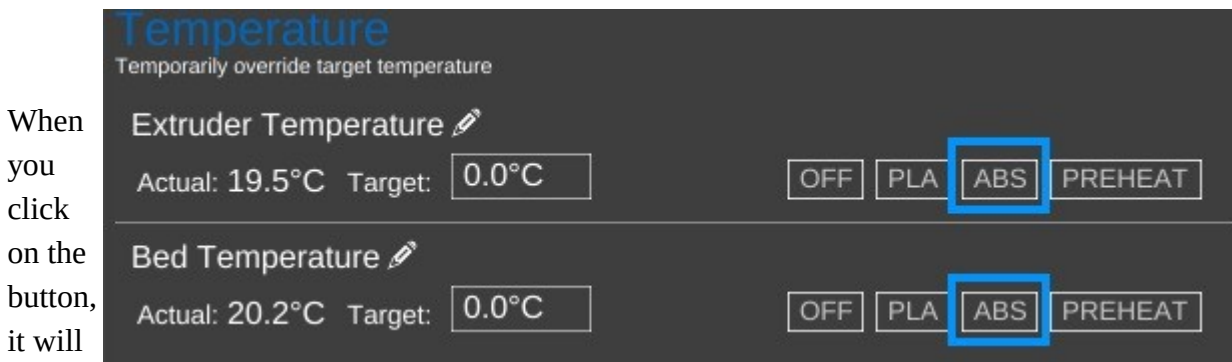 Temperature
Temporarily override target temperature
When
you
click
on the
button,
it will
Extruder Temperature
Actual: 19.5°C Target: 0.0°C OFF PLA ABS PREHEAT
Bed Temperature
Actual: 20.2°C Target: 0.0°C OFF PLA ABS PREHEAT